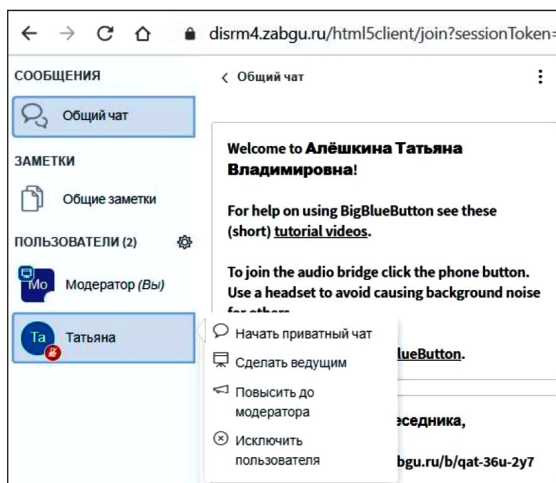 disrm4.zabgu.ru/html5client/join?sessionToken=
СООБЩЕНИЯ
Общий чат
ЗАМЕТКИ
Общие заметки
ПОЛЬЗОВАТЕЛИ (2)
Мо Модератор (Вы)
Та Татьяна
Общий чат
Welcome to Алёшкина Татьяна
Владимировна!
For help on using BigBlueButton see these
(short) tutorial videos.
To join the audio bridge click the phone button.
Use a headset to avoid causing background noise
for others.
Начать приватный чат
Сделать ведущим
Повысить до
модератора
Исключить
пользователя
lueButton.
еседника,
bgu.ru/b/qat-36u-2y7